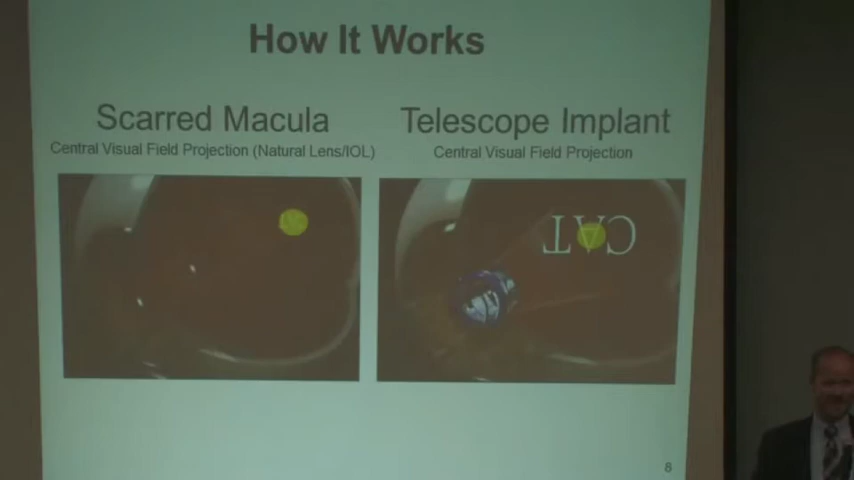 How It Works
Scarred Macula
Central Visual Field Projection (Natural Lens/IOL)
Telescope Implant
Central Visual Field Projection
CAT
8